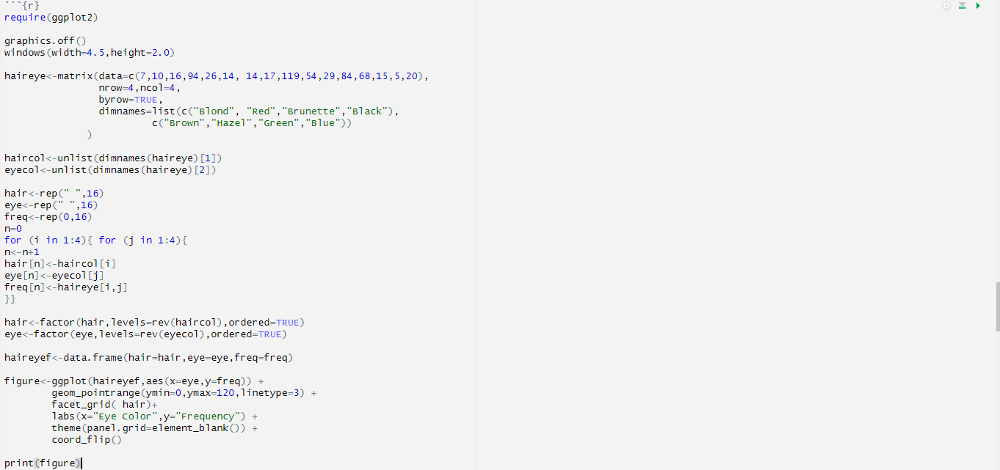 ```{r}
require(ggplot2)

graphics.off()
windows(width=4.5,height=2.0)

haireye<-matrix(data=c(7,10,16,94,26,14, 14,17,119,54,29,84,68,15,5,20),
                nrow=4,ncol=4,
                byrow=TRUE,
                dimnames=list(c("Blond", "Red","Brunette","Black"),
                         c("Brown","Hazel","Green","Blue"))
              )

haircol<-unlist(dimnames(haireye)[1])
eyecol<-unlist(dimnames(haireye)[2])

hair<-rep(" ",16)
eye<-rep(" ",16)
freq<-rep(0,16)
n=0
for (i in 1:4){ for (j in 1:4){
n<-n+1
hair[n]<-haircol[i]
eye[n]<-eyecol[j]
freq[n]<-haireye[i,j]
}}

hair<-factor(hair,levels=rev(haircol),ordered=TRUE)
eye<-factor(eye,levels=rev(eyecol),ordered=TRUE)

haireyef<-data.frame(hair=hair,eye=eye,freq=freq)

figure<-ggplot(haireyef,aes(x=eye,y=freq)) +
        geom_pointrange(ymin=0,ymax=120,linetype=3) +
        facet_grid( hair)+
        labs(x="Eye Color",y="Frequency") +
        theme(panel.grid=element_blank()) +
        coord_flip()

print(figure)